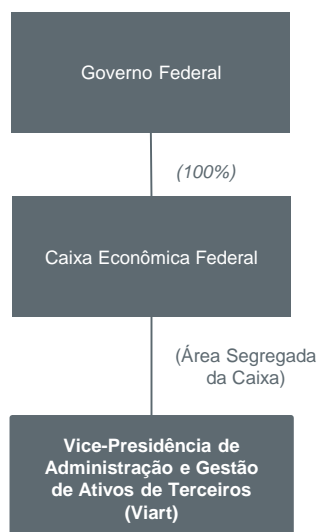 Governo Federal
(100%)
Caixa Econômica Federal
(Área Segregada
da Caixa)
Vice-Presidência de
Administração e Gestão
de Ativos de Terceiros
(Viart)